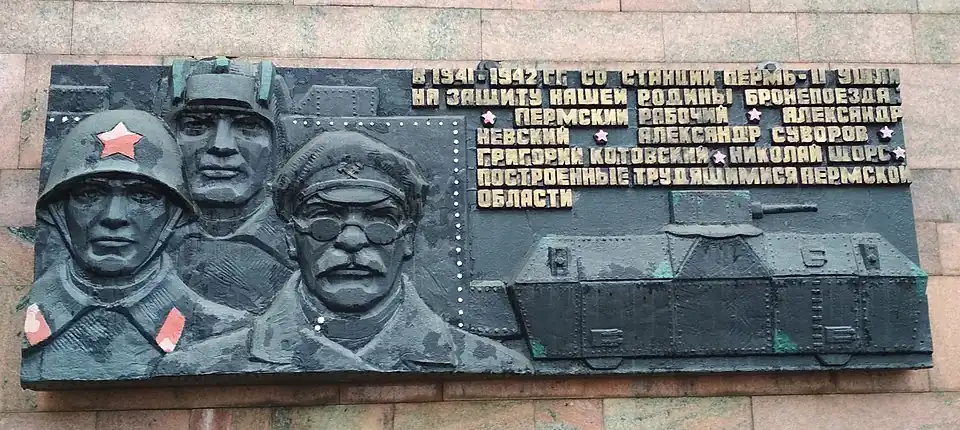 В 1941-1942 ГГ. СО СТАНЦИИ ПЕРМЬ-II УШЛИ
НА ЗАЩИТУ НАШЕЙ РОДИНЫ БРОНЕПОЕЗДА
ПЕРМСКИЙ РАБОЧИЙ АЛЕКСАНДР
НЕВСКИЙ АЛЕКСАНДР СУВОРОВ
ГРИГОРИЙ КОТОВСКИЙ НИКОЛАЙ ЩОРС
ПОСТРОЕННЫЕ ТРУДЯЩИМИСЯ ПЕРМСКОЙ
ОБЛАСТИ